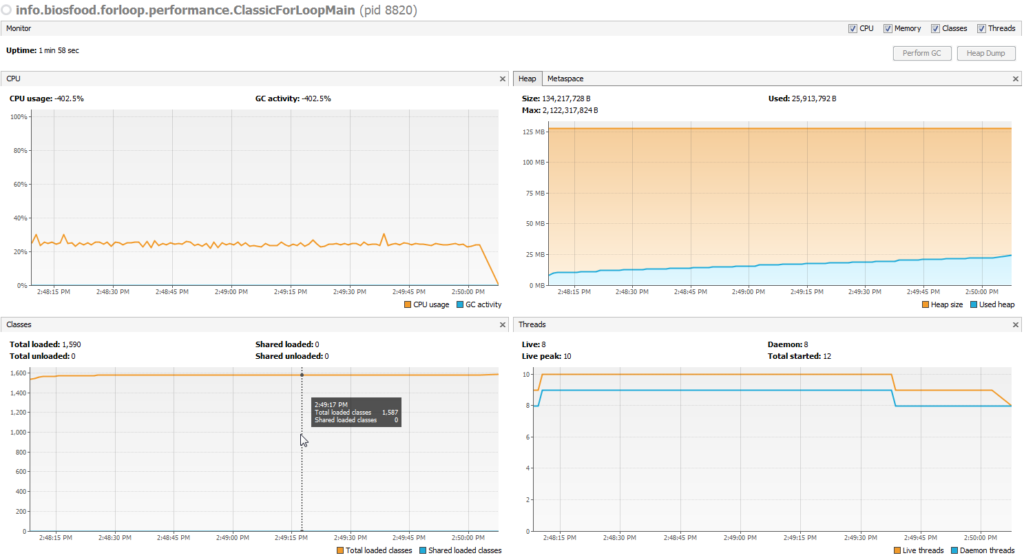 info.biosfood.forloop.performance.ClassicForLoopMain (pid 8820)
Monitor
CPU Memory Classes Threads
Uptime: 1 min 58 sec
Perform GC Heap Dump
CPU
CPU usage: -402.5% GC activity: -402.5%
100%
80%
60%
40%
20%
0%
2:48:15 PM 2:48:30 PM 2:48:45 PM 2:49:00 PM 2:49:15 PM 2:49:30 PM 2:49:45 PM 2:50:00 PM
CPU usage GC activity
Heap Metaspace
Size: 134,217,728 B Used: 25,913,792 B
Max: 2,122,317,824 B
125 MB
100 MB
75 MB
50 MB
25 MB
0 MB
2:48:15 PM 2:48:30 PM 2:48:45 PM 2:49:00 PM 2:49:15 PM 2:49:30 PM 2:49:45 PM 2:50:00 PM
Heap size Used heap
Classes
Total loaded: 1,590 Shared loaded: 0
Total unloaded: 0 Shared unloaded: 0
1,600
1,400
1,200
1,000
800
600
400
200
0
2:49:17 PM
Total loaded classes 1,587
Shared loaded classes 0
2:48:15 PM 2:48:30 PM 2:48:45 PM 2:49:00 PM 2:49:15 PM 2:49:30 PM 2:49:45 PM 2:50:00 PM
Total loaded classes Shared loaded classes
Threads
Live: 8 Daemon: 8
Live peak: 10 Total started: 12
10
8
6
4
2
0
2:48:15 PM 2:48:30 PM 2:48:45 PM 2:49:00 PM 2:49:15 PM 2:49:30 PM 2:49:45 PM 2:50:00 PM
Live threads Daemon threads